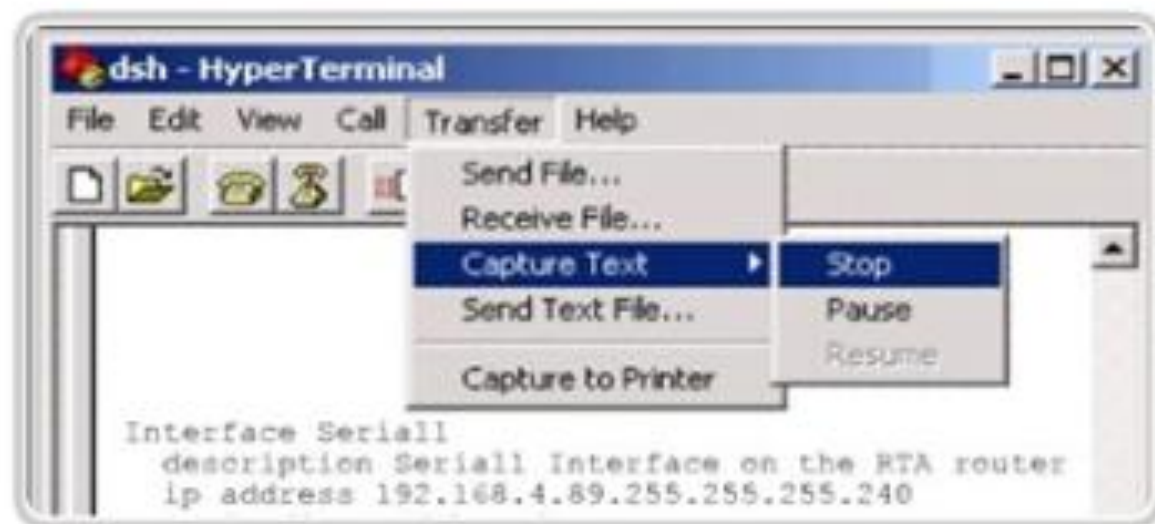 dsh - HyperTerminal
File Edit View Call Transfer Help
Send File...
Receive File...
Capture Text Stop
Send Text File... Pause
Resume
Capture to Printer
Interface Serial1
description Serial1 Interface on the RTA router
ip address 192.168.4.89.255.255.255.240